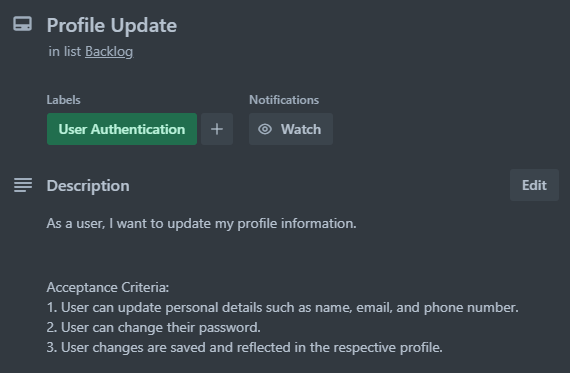 Profile Update
in list Backlog
Labels
Notifications
User Authentication
+
Watch
Description
Edit
As a user, I want to update my profile information.
Acceptance Criteria:
1. User can update personal details such as name, email, and phone number.
2. User can change their password.
3. User changes are saved and reflected in the respective profile.